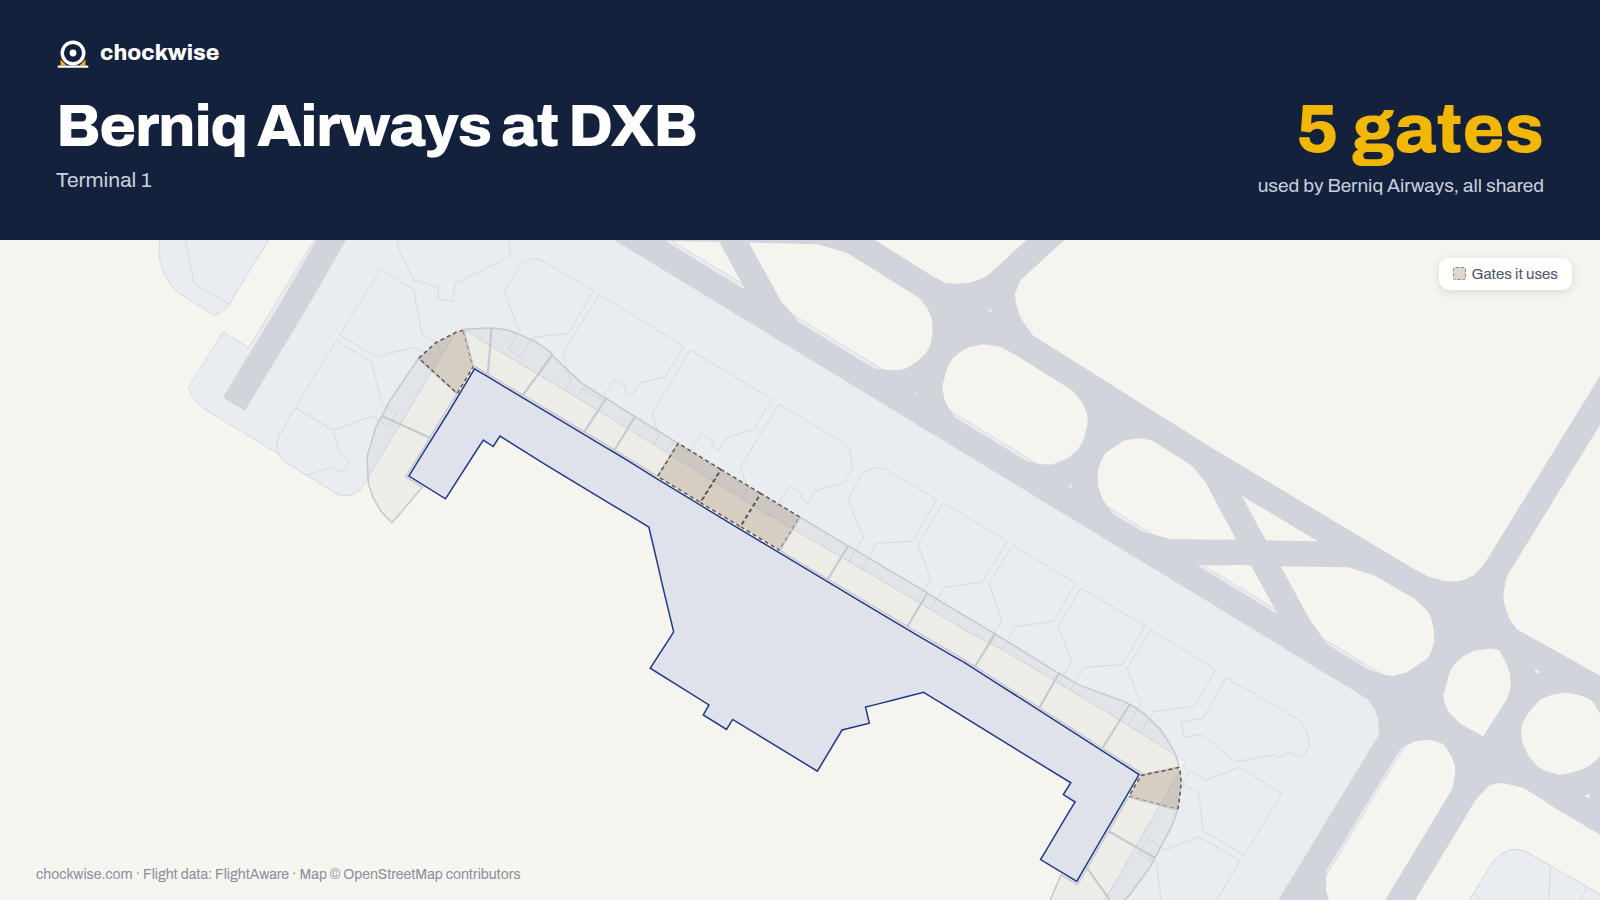 chockwise
Berniq Airways at DXB
Terminal 1
5 gates
used by Berniq Airways, all shared
Gates it uses
chockwise.com · Flight data: FlightAware · Map © OpenStreetMap contributors